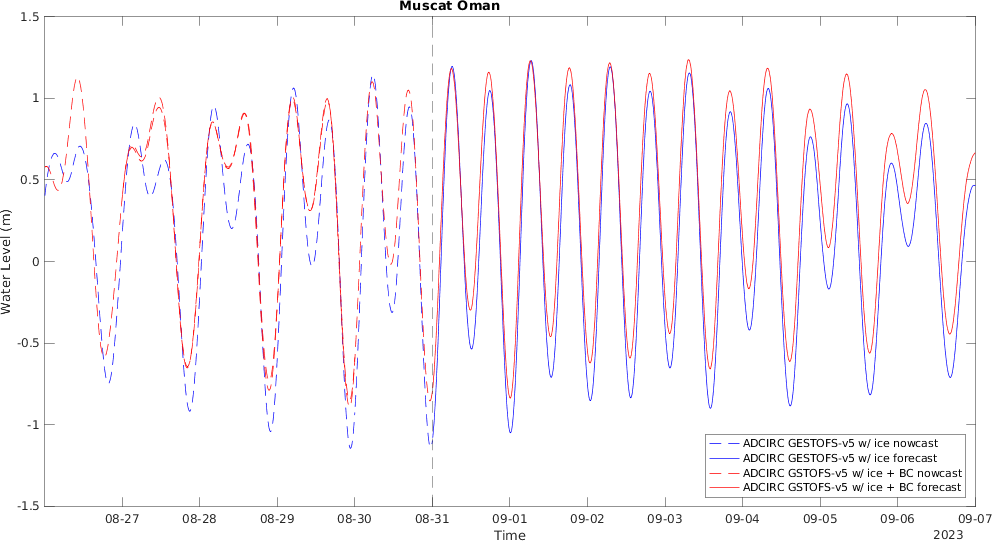 Muscat Oman
1.5
1
0.5
0
-0.5
-1
-1.5
Water Level (m)
08-27 08-28 08-29 08-30 08-31 09-01 09-02 09-03 09-04 09-05 09-06 09-07
Time
2023
ADCIRC GESTOFS-v5 w/ ice nowcast
ADCIRC GESTOFS-v5 w/ ice forecast
ADCIRC GSTOFS-v5 w/ ice + BC nowcast
ADCIRC GSTOFS-v5 w/ ice + BC forecast